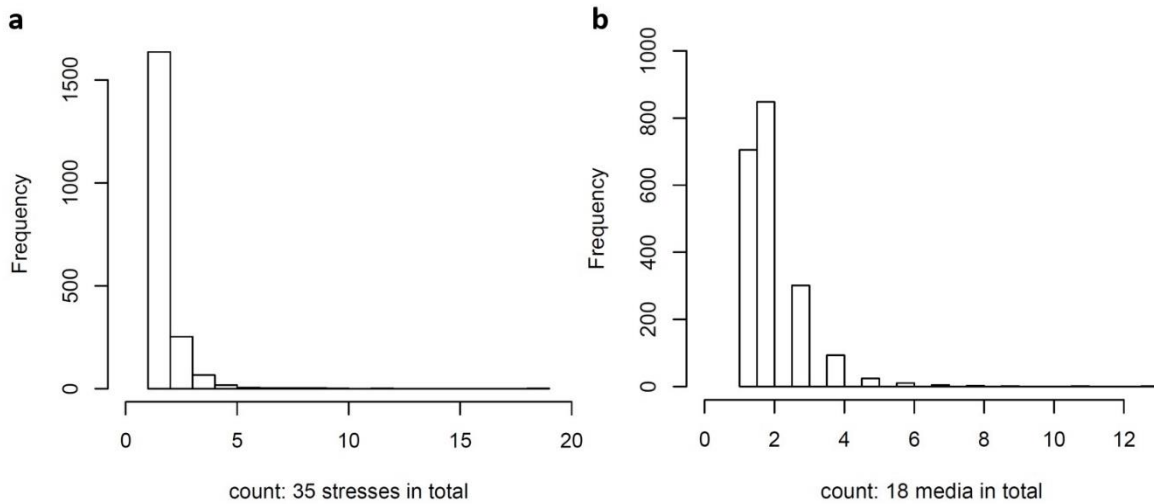 a
1500
1000
500
0
Frequency
0 5 10 15 20
count: 35 stresses in total
b
1000
800
600
400
200
0
Frequency
0 2 4 6 8 10 12
count: 18 media in total